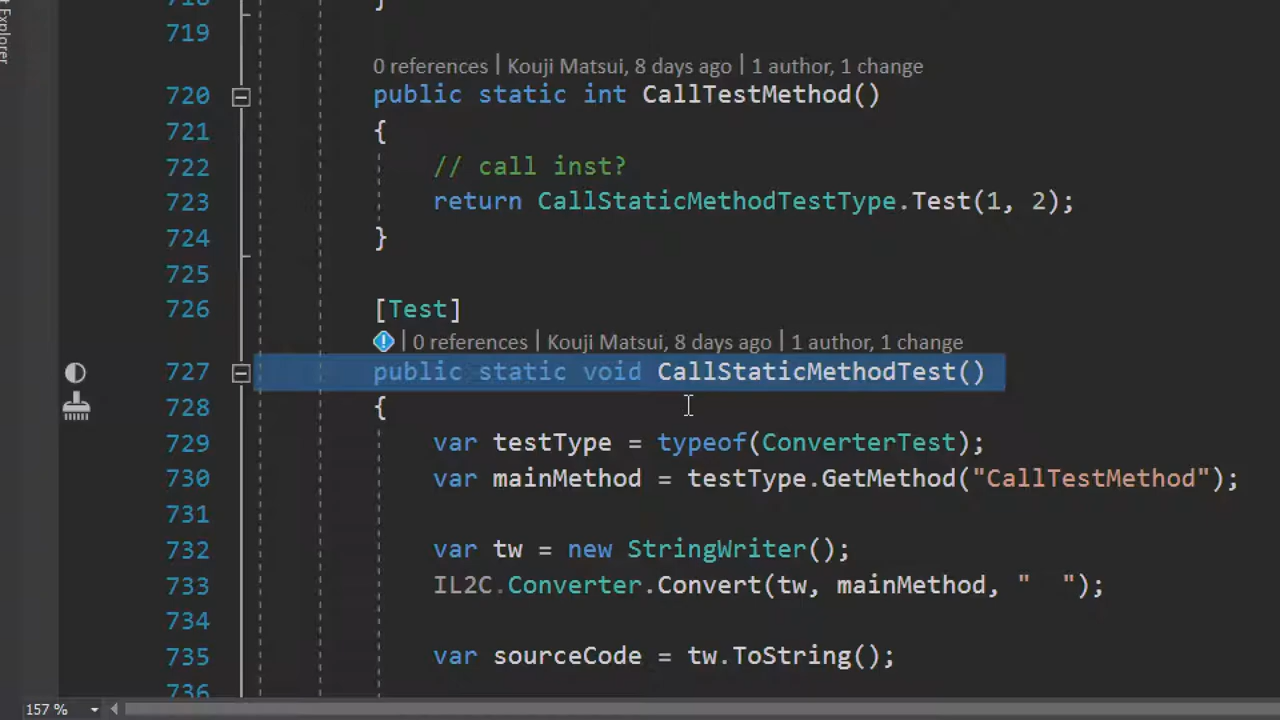 Explorer
719
0 references | Kouji Matsui, 8 days ago | 1 author, 1 change
720 public static int CallTestMethod()
721 {
722 // call inst?
723 return CallStaticMethodTestType.Test(1, 2);
724 }
725
726 [Test]
0 references | Kouji Matsui, 8 days ago | 1 author, 1 change
727 public static void CallStaticMethodTest()
728 {
729 var testType = typeof(ConverterTest);
730 var mainMethod = testType.GetMethod("CallTestMethod");
731
732 var tw = new StringWriter();
733 IL2C.Converter.Convert(tw, mainMethod, "  ");
734
735 var sourceCode = tw.ToString();
736
157 %